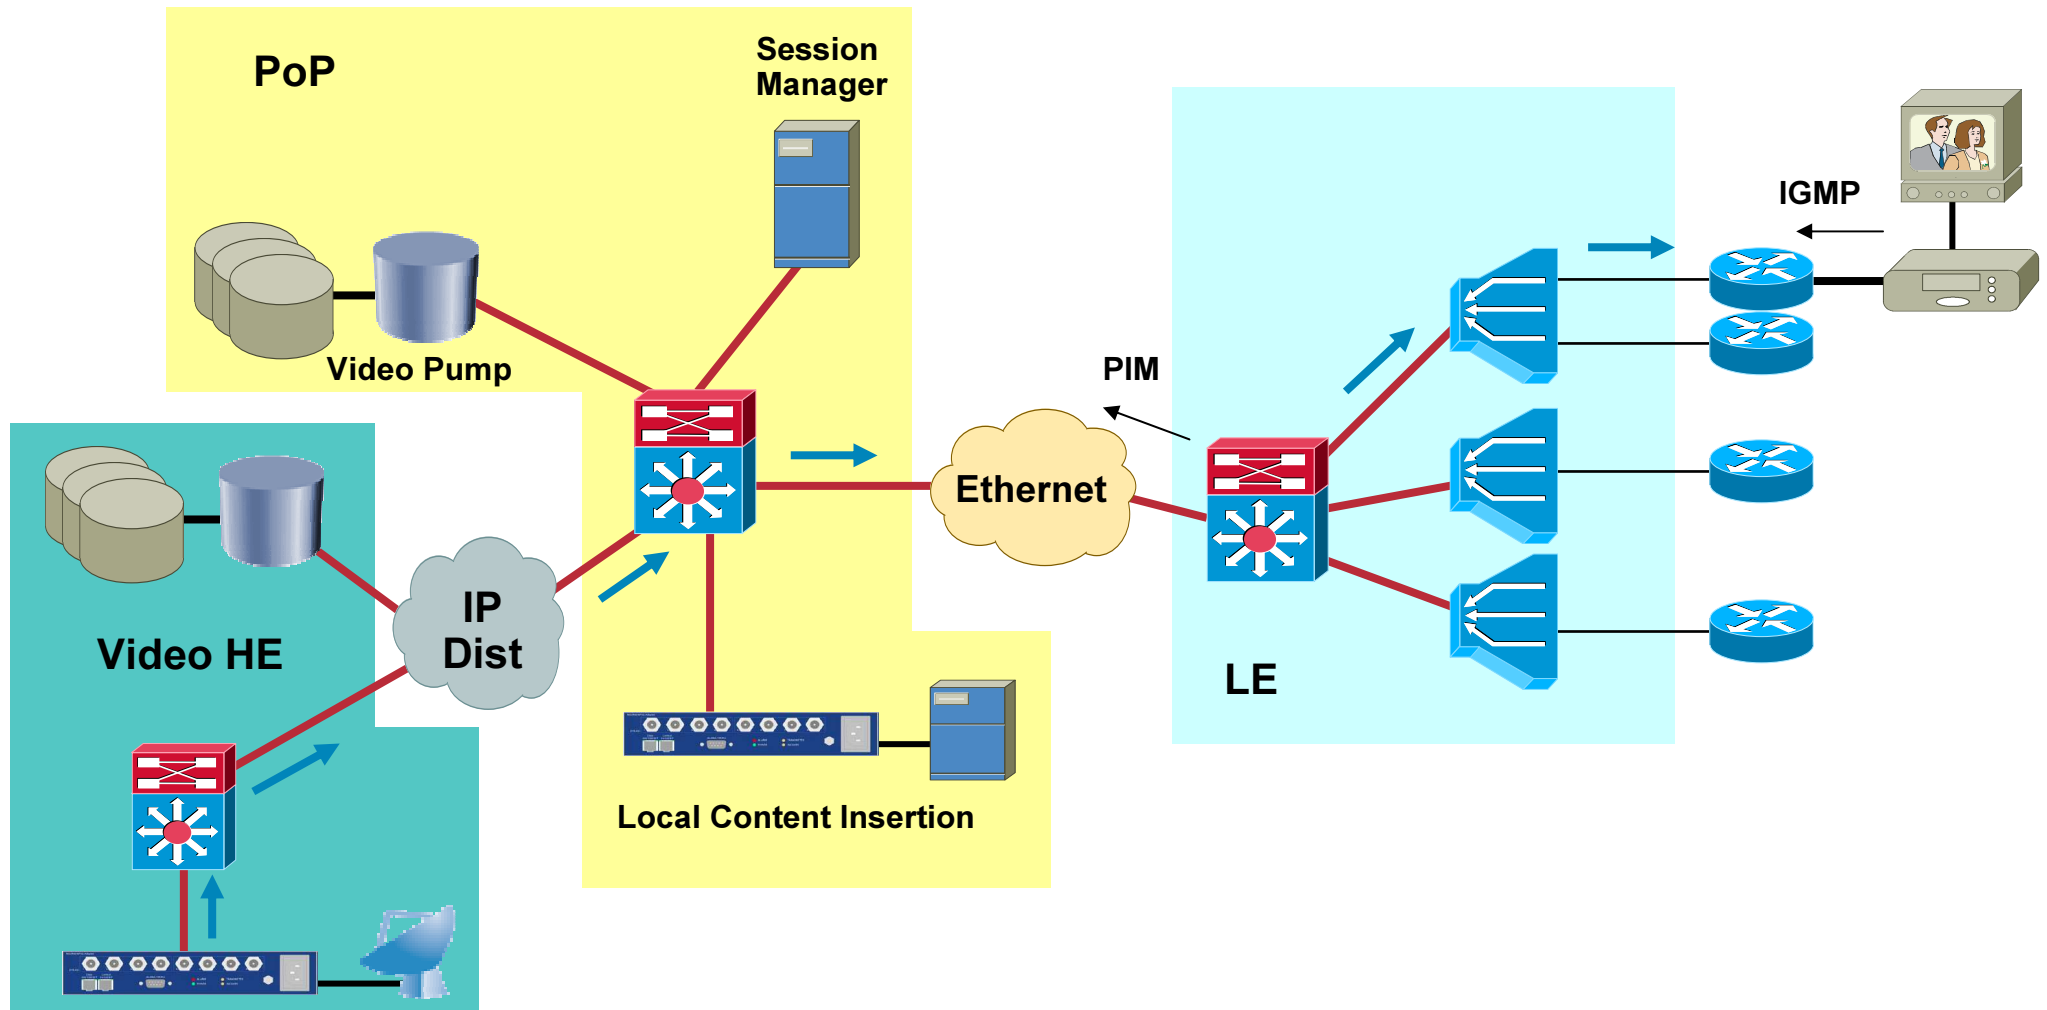 PoP
Session
Manager
IGMP
Video Pump
PIM
Ethernet
IP
Dist
Video HE
LE
Local Content Insertion